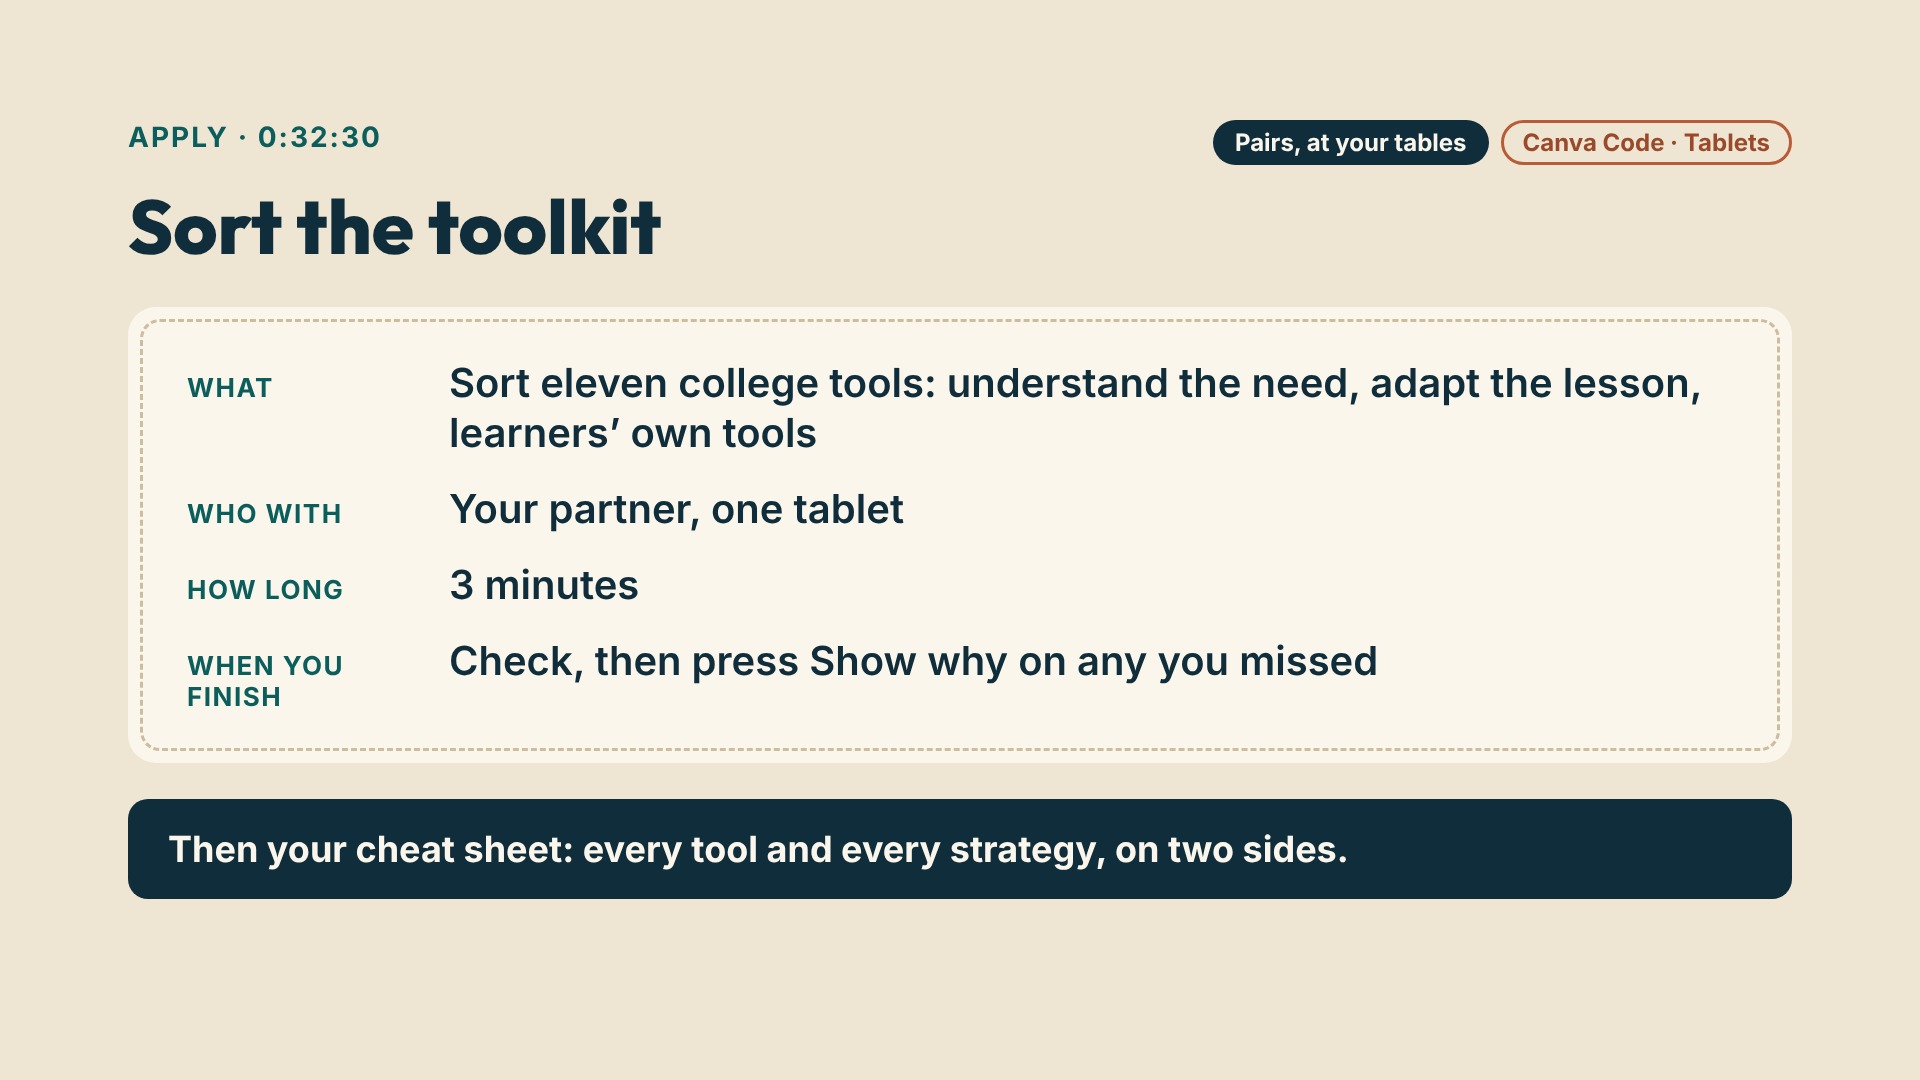 APPLY · 0:32:30
Pairs, at your tables
Canva Code · Tablets
Sort the toolkit
WHAT
Sort eleven college tools: understand the need, adapt the lesson,
learners’ own tools
WHO WITH
Your partner, one tablet
HOW LONG
3 minutes
WHEN YOU
FINISH
Check, then press Show why on any you missed
Then your cheat sheet: every tool and every strategy, on two sides.